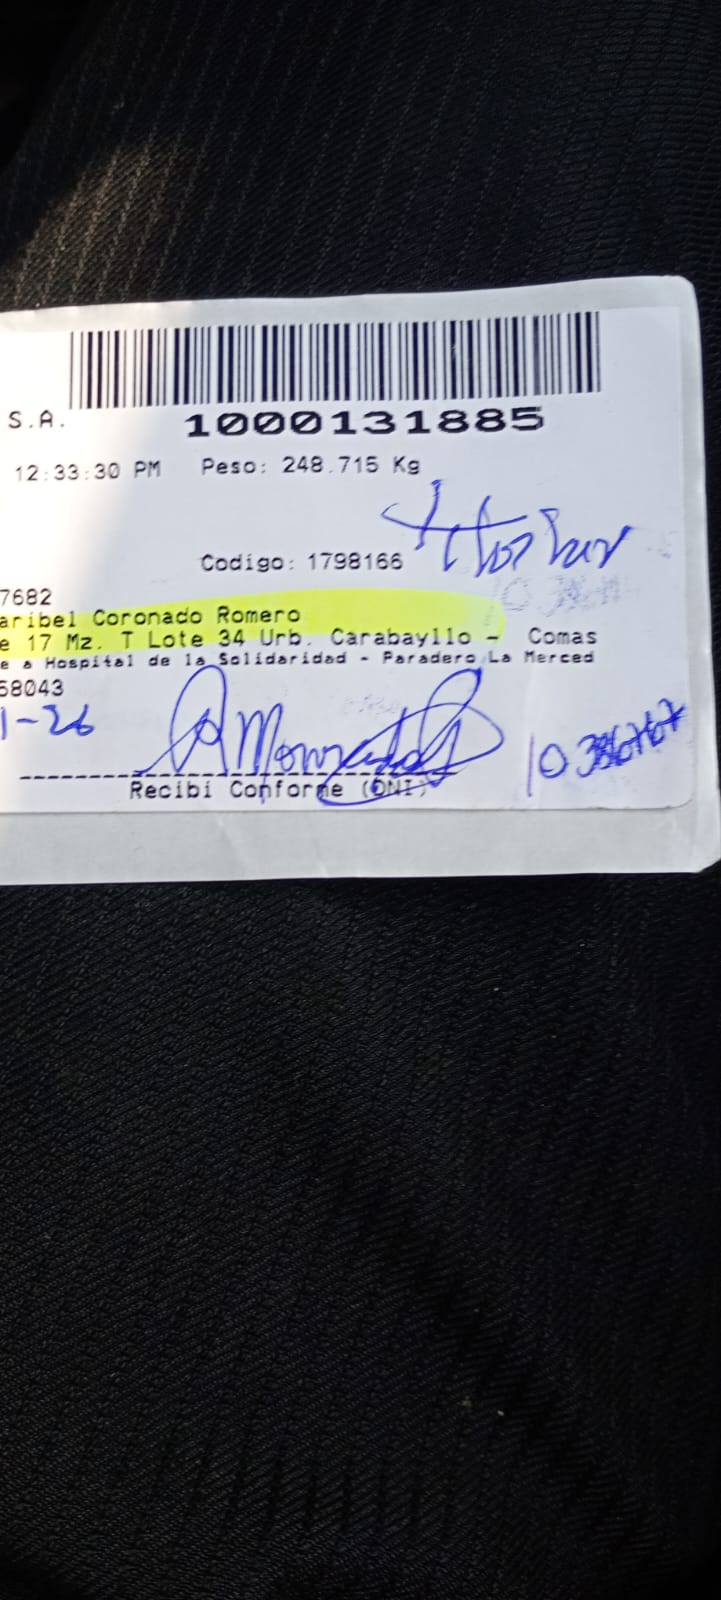 S.A. 1000131885
12:33:30 PM Peso: 248.715 Kg
Codigo: 1798166
7682
aribel Coronado Romero
e 17 Mz. T Lote 34 Urb. Carabayllo - Comas
e a Hospital de la Solidaridad - Paradero La Merced
58043
1-26
Recibi Conforme (DNI)